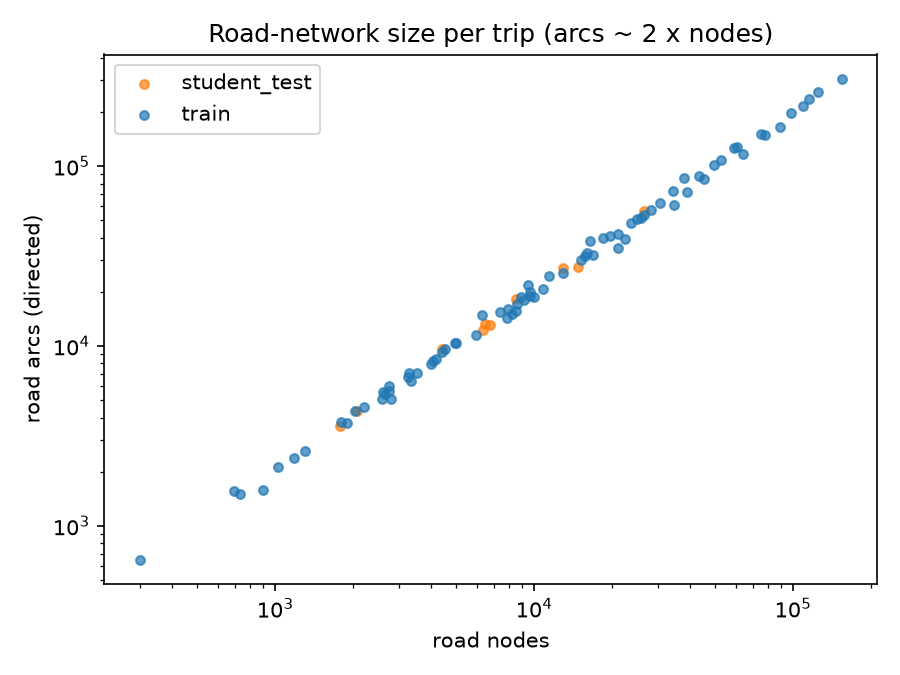 Road-network size per trip (arcs ~ 2 x nodes)
student_test
train
road arcs (directed)
10^5
10^4
10^3
10^3 10^4 10^5
road nodes